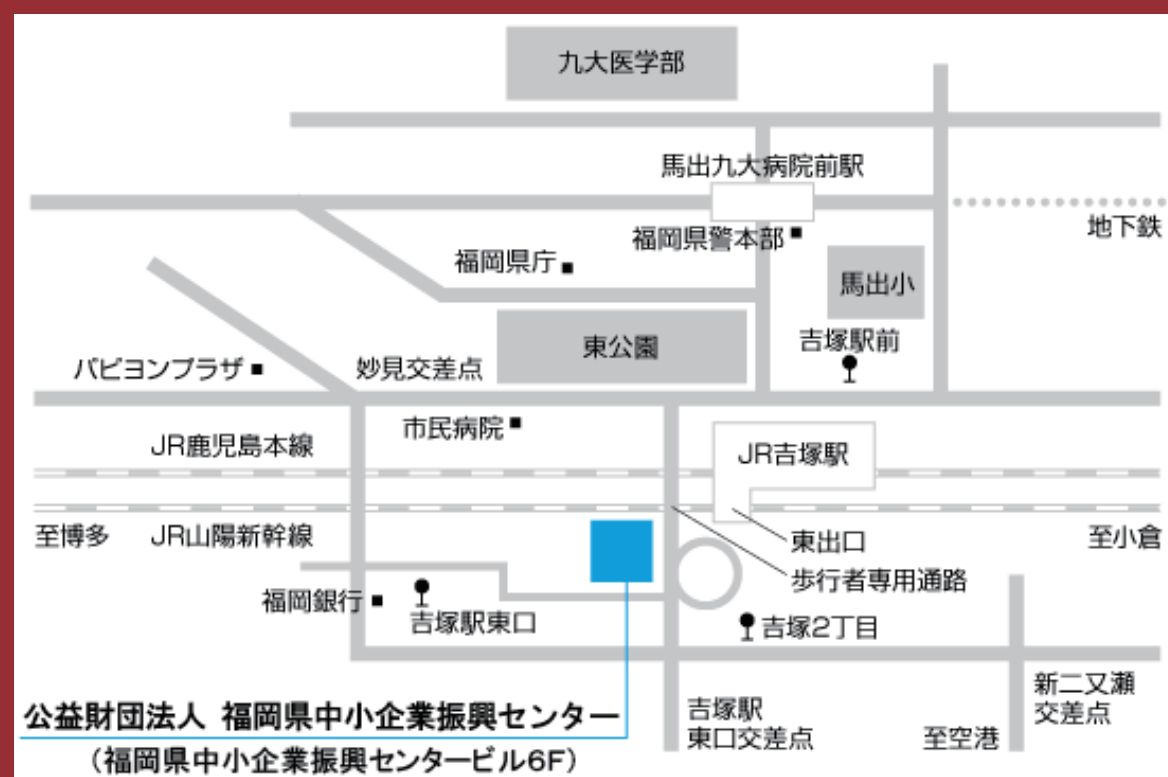 九大医学部
馬出九大病院前駅
地下鉄
福岡県警本部
福岡県庁
馬出小
東公園
吉塚駅前
パピヨンプラザ
妙見交差点
市民病院
JR鹿児島本線
JR吉塚駅
至博多
JR山陽新幹線
東出口
至小倉
歩行者専用通路
福岡銀行
吉塚駅東口
吉塚2丁目
公益財団法人 福岡県中小企業振興センター
(福岡県中小企業振興センタービル6F)
吉塚駅
東口交差点
至空港
新二又瀬
交差点